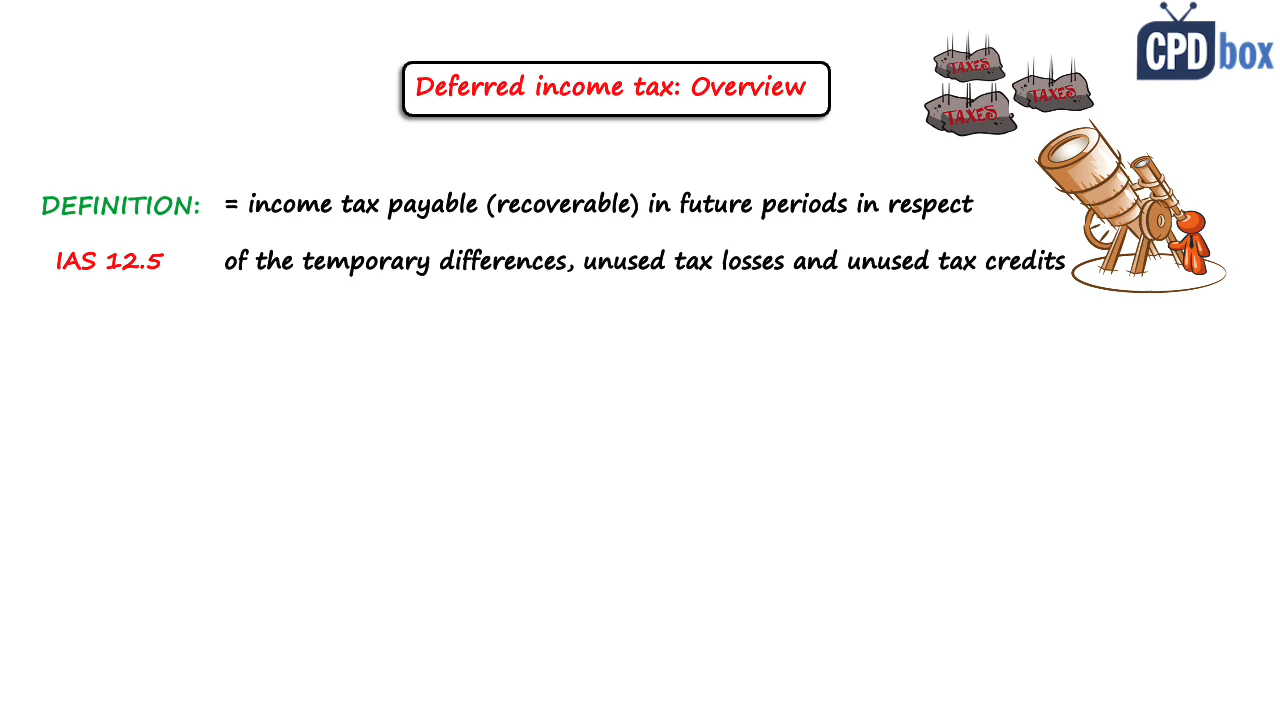 CPD box
TAXES
TAXES
TAXES
Deferred income tax: Overview
DEFINITION: = income tax payable (recoverable) in future periods in respect
IAS 12.5 of the temporary differences, unused tax losses and unused tax credits